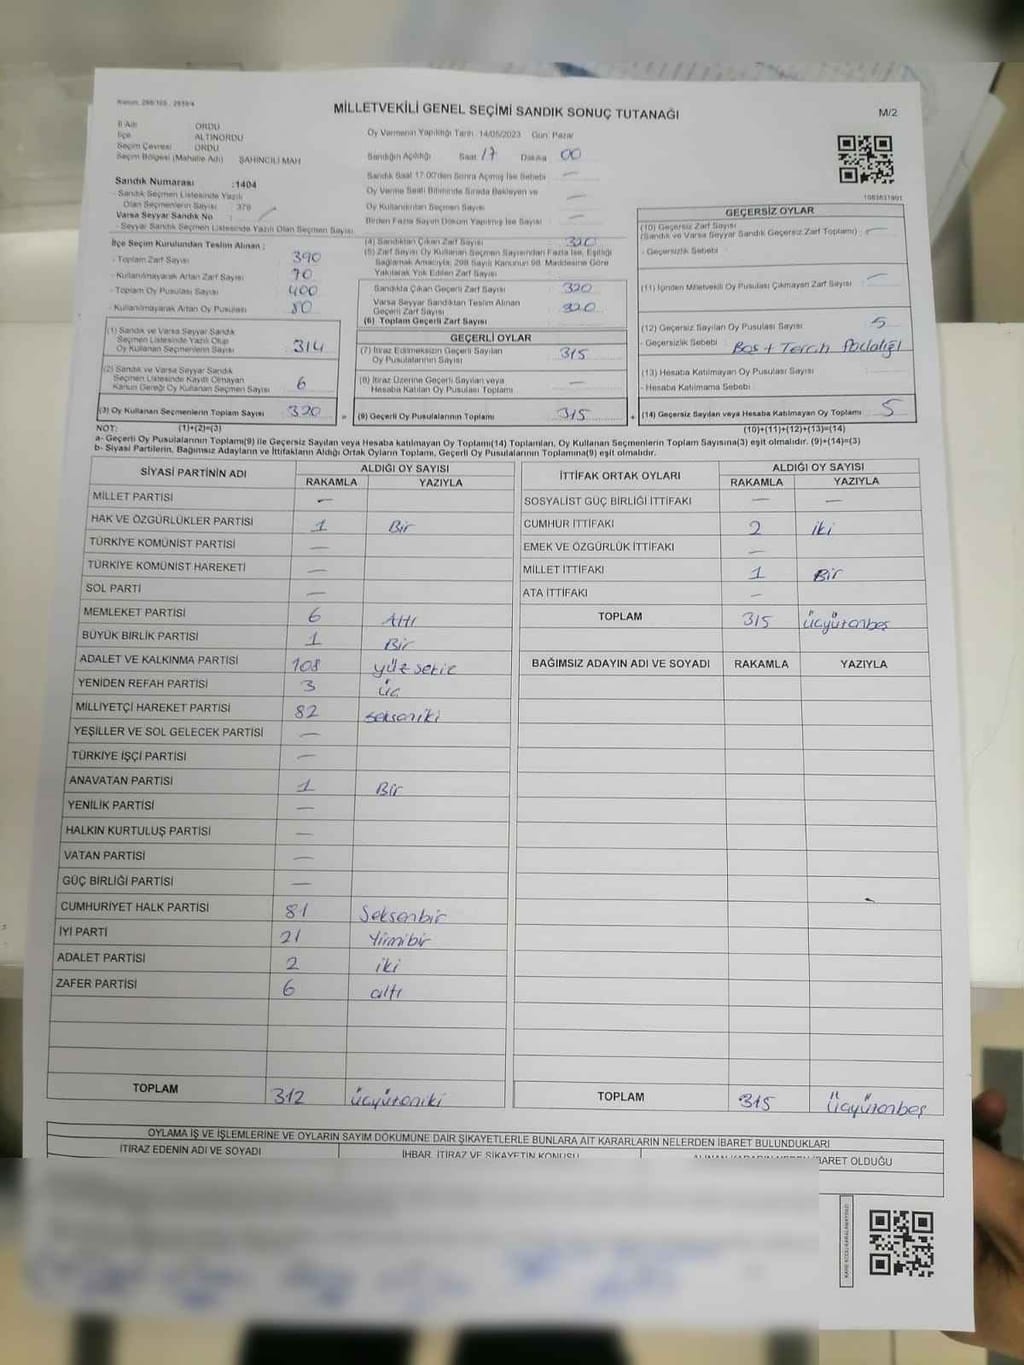 MİLLETVEKİLİ GENEL SEÇİMİ SANDIK SONUÇ TUTANAĞI
M/2
İl Adı : ORDU
İlçe : ALTINORDU
Seçim Çevresi : ORDU
Seçim Bölgesi (Mahalle Adı) : ŞAHİNCİLİ MAH
Oy Vermenin Yapıldığı Tarih: 14/05/2023 Gün: Pazar
Sandığın Açıldığı Saat 17 Dakika 00
Sandık Saat 17:00'den Sonra Açılmış İse Sebebi —
Oy Verme Saati Bitiminde Sırada Bekleyen ve
Oy Kullandırılan Seçmen Sayısı —
Birden Fazla Sayım Döküm Yapılmış İse Sayısı —
Sandık Numarası :1404
- Sandık Seçmen Listesinde Yazılı
Olan Seçmenlerin Sayısı : 378
Varsa Seyyar Sandık No :
- Seyyar Sandık Seçmen Listesinde Yazılı Olan Seçmen Sayısı
İlçe Seçim Kurulundan Teslim Alınan ;
- Toplam Zarf Sayısı 390
- Kullanılmayarak Artan Zarf Sayısı 70
- Toplam Oy Pusulası Sayısı 400
- Kullanılmayarak Artan Oy Pusulası 80
(1) Sandık ve Varsa Seyyar Sandık
Seçmen Listesinde Yazılı Olup
Oy Kullanan Seçmenlerin Sayısı 314
(2) Sandık ve Varsa Seyyar Sandık
Seçmen Listesinde Kayıtlı Olmayan
Kanun Gereği Oy Kullanan Seçmen Sayısı 6
(3) Oy Kullanan Seçmenlerin Toplam Sayısı 320
(1)+(2)=(3)
(4) Sandıktan Çıkan Zarf Sayısı 320
(5) Zarf Sayısı Oy Kullanan Seçmen Sayısından Fazla İse, Eşitliği
Sağlamak Amacıyla, 298 Sayılı Kanunun 98. Maddesine Göre
Yakılarak Yok Edilen Zarf Sayısı
Sandıkta Çıkan Geçerli Zarf Sayısı 320
Varsa Seyyar Sandıktan Teslim Alınan
Geçerli Zarf Sayısı
(6) Toplam Geçerli Zarf Sayısı 320
GEÇERLİ OYLAR
(7) İtiraz Edilmeksizin Geçerli Sayılan
Oy Pusulalarının Sayısı 315
(8) İtiraz Üzerine Geçerli Sayılan veya
Hesaba Katılan Oy Pusulası Toplamı —
= (9) Geçerli Oy Pusulalarının Toplamı 315
GEÇERSİZ OYLAR
1083831901
(10) Geçersiz Zarf Sayısı
(Sandık ve Varsa Seyyar Sandık Geçersiz Zarf Toplamı) : —
- Geçersizlik Sebebi
(11) İçinden Milletvekili Oy Pusulası Çıkmayan Zarf Sayısı —
(12) Geçersiz Sayılan Oy Pusulası Sayısı 5
- Geçersizlik Sebebi : Boş + Tercih Fazlalığı
(13) Hesaba Katılmayan Oy Pusulası Sayısı
- Hesaba Katılmama Sebebi
+ (14) Geçersiz Sayılan veya Hesaba Katılmayan Oy Toplamı 5
(10)+(11)+(12)+(13)=(14)
NOT:
a- Geçerli Oy Pusulalarının Toplamı(9) ile Geçersiz Sayılan veya Hesaba katılmayan Oy Toplamı(14) Toplamları, Oy Kullanan Seçmenlerin Toplam Sayısına(3) eşit olmalıdır. (9)+(14)=(3)
b- Siyasi Partilerin, Bağımsız Adayların ve İttifakların Aldığı Ortak Oyların Toplamı, Geçerli Oy Pusulalarının Toplamına(9) eşit olmalıdır.
SİYASİ PARTİNİN ADI ALDIĞI OY SAYISI
RAKAMLA YAZIYLA
MİLLET PARTİSİ —
HAK VE ÖZGÜRLÜKLER PARTİSİ 1 Bir
TÜRKİYE KOMÜNİST PARTİSİ —
TÜRKİYE KOMÜNİST HAREKETİ —
SOL PARTİ —
MEMLEKET PARTİSİ 6 Altı
BÜYÜK BİRLİK PARTİSİ 1 Bir
ADALET VE KALKINMA PARTİSİ 108 yüzsekiz
YENİDEN REFAH PARTİSİ 3 üç
MİLLİYETÇİ HAREKET PARTİSİ 82 sekseniki
YEŞİLLER VE SOL GELECEK PARTİSİ —
TÜRKİYE İŞÇİ PARTİSİ —
ANAVATAN PARTİSİ 1 Bir
YENİLİK PARTİSİ —
HALKIN KURTULUŞ PARTİSİ —
VATAN PARTİSİ —
GÜÇ BİRLİĞİ PARTİSİ —
CUMHURİYET HALK PARTİSİ 81 Seksenbir
İYİ PARTİ 21 Yirmibir
ADALET PARTİSİ 2 iki
ZAFER PARTİSİ 6 altı
TOPLAM 312 üçyüzoniki
İTTİFAK ORTAK OYLARI ALDIĞI OY SAYISI
RAKAMLA YAZIYLA
SOSYALİST GÜÇ BİRLİĞİ İTTİFAKI — —
CUMHUR İTTİFAKI 2 iki
EMEK VE ÖZGÜRLÜK İTTİFAKI —
MİLLET İTTİFAKI 1 Bir
ATA İTTİFAKI —
TOPLAM 315 üçyüzonbeş
BAĞIMSIZ ADAYIN ADI VE SOYADI RAKAMLA YAZIYLA
TOPLAM 315 Üçyüzonbeş
OYLAMA İŞ VE İŞLEMLERİNE VE OYLARIN SAYIM DÖKÜMÜNE DAİR ŞİKAYETLERLE BUNLARA AİT KARARLARIN NELERDEN İBARET BULUNDUKLARI
İTİRAZ EDENİN ADI VE SOYADI
İHBAR, İTİRAZ VE ŞİKAYETİN KONUSU
İBARET OLDUĞU